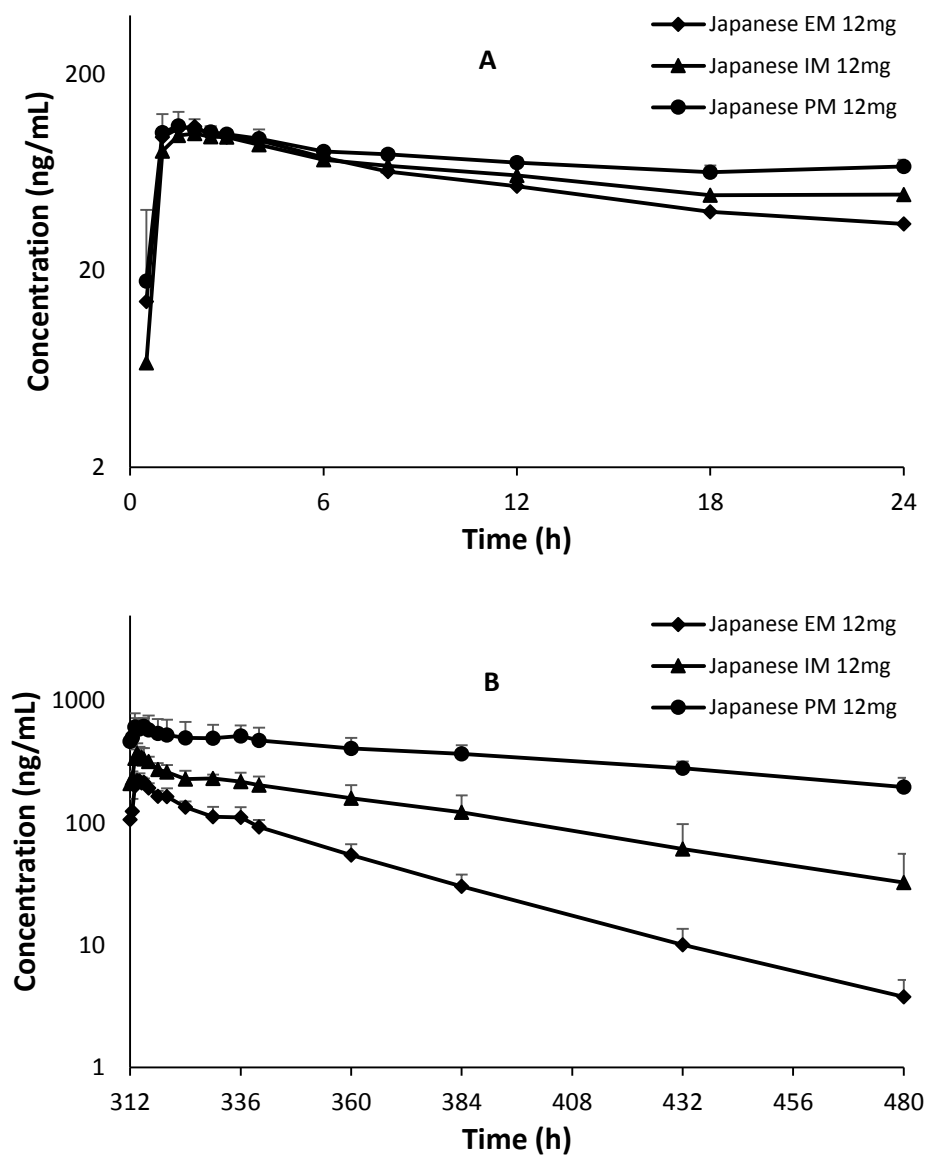 Japanese EM 12mg
A
Japanese IM 12mg
Japanese PM 12mg
Concentration (ng/mL)
200
20
2
0 6 12 18 24
Time (h)
Japanese EM 12mg
Japanese IM 12mg
B
Japanese PM 12mg
Concentration (ng/mL)
1000
100
10
1
312 336 360 384 408 432 456 480
Time (h)